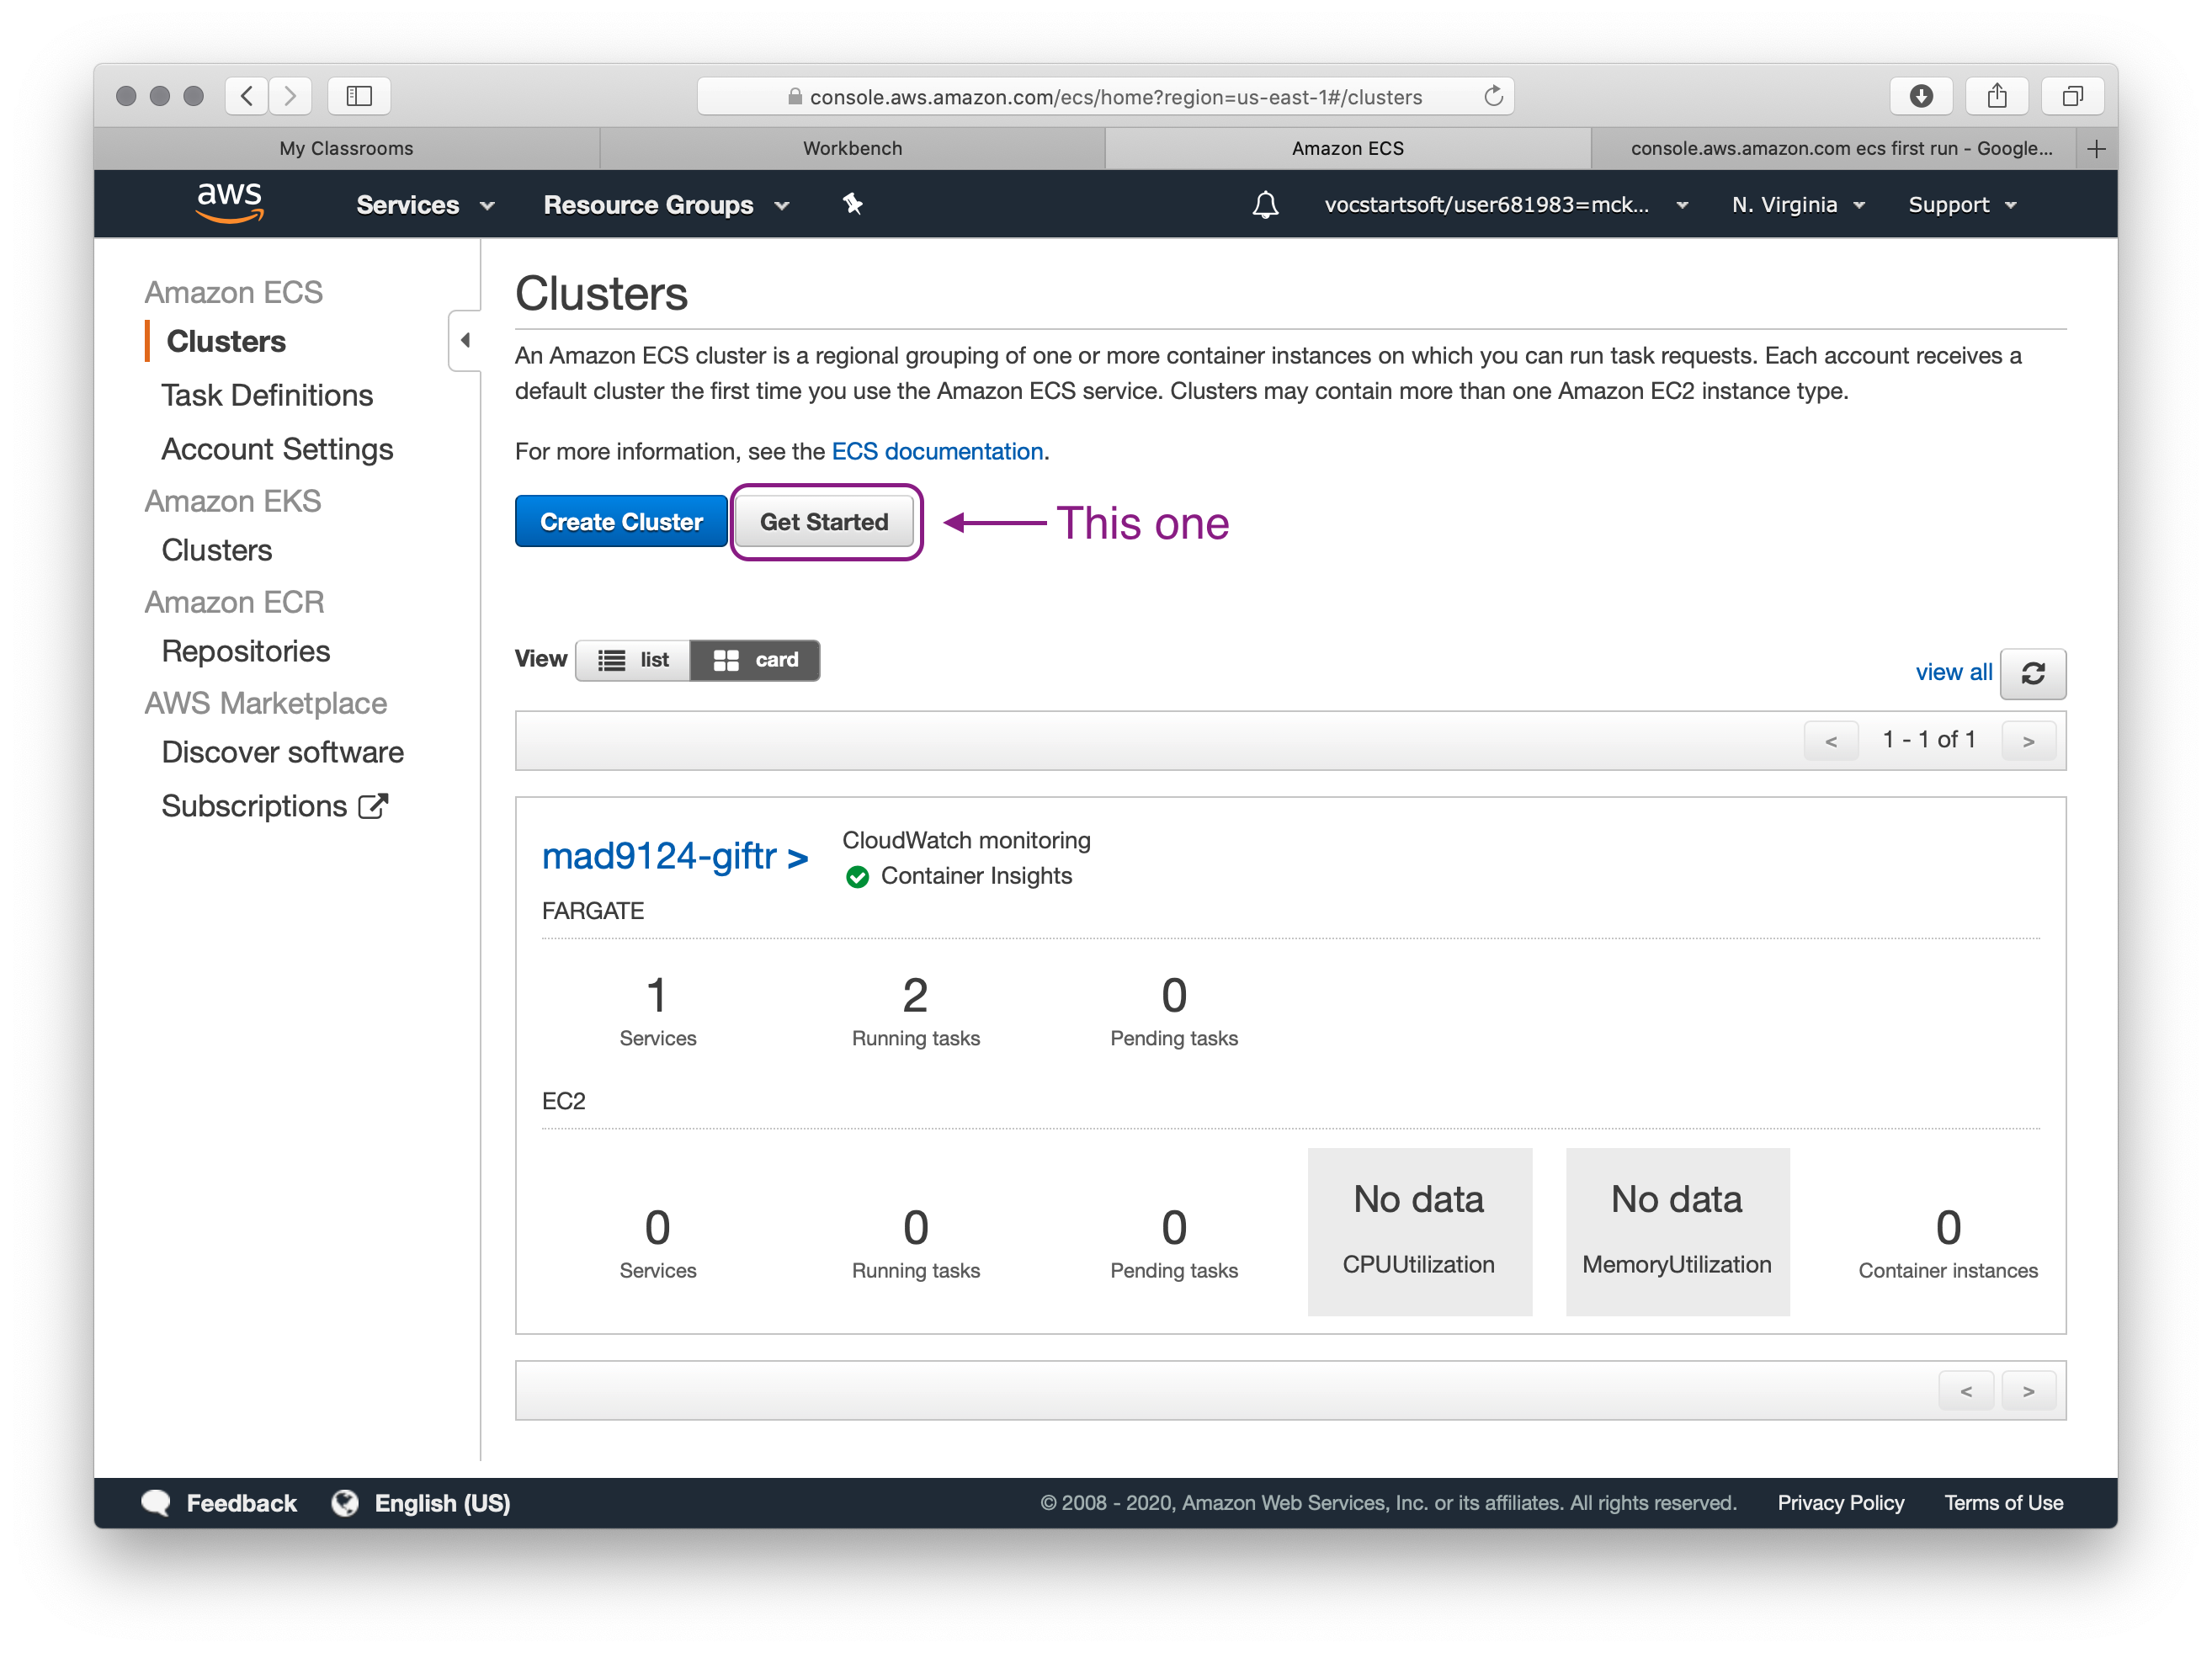 console.aws.amazon.com/ecs/home?region=us-east-1#/clusters
My Classrooms
Workbench
Amazon ECS
console.aws.amazon.com ecs first run - Google...
aws
Services
Resource Groups
vocstartsoft/user681983=mck...
N. Virginia
Support
Amazon ECS
Clusters
Task Definitions
Account Settings
Amazon EKS
Clusters
Amazon ECR
Repositories
AWS Marketplace
Discover software
Subscriptions
Clusters
An Amazon ECS cluster is a regional grouping of one or more container instances on which you can run task requests. Each account receives a
default cluster the first time you use the Amazon ECS service. Clusters may contain more than one Amazon EC2 instance type.
For more information, see the ECS documentation.
Create Cluster
Get Started
This one
View
list
card
view all
<
1 - 1 of 1
>
mad9124-giftr >
CloudWatch monitoring
Container Insights
FARGATE
1
Services
2
Running tasks
0
Pending tasks
EC2
0
Services
0
Running tasks
0
Pending tasks
No data
CPUUtilization
No data
MemoryUtilization
0
Container instances
<
>
Feedback
English (US)
© 2008 - 2020, Amazon Web Services, Inc. or its affiliates. All rights reserved.
Privacy Policy
Terms of Use